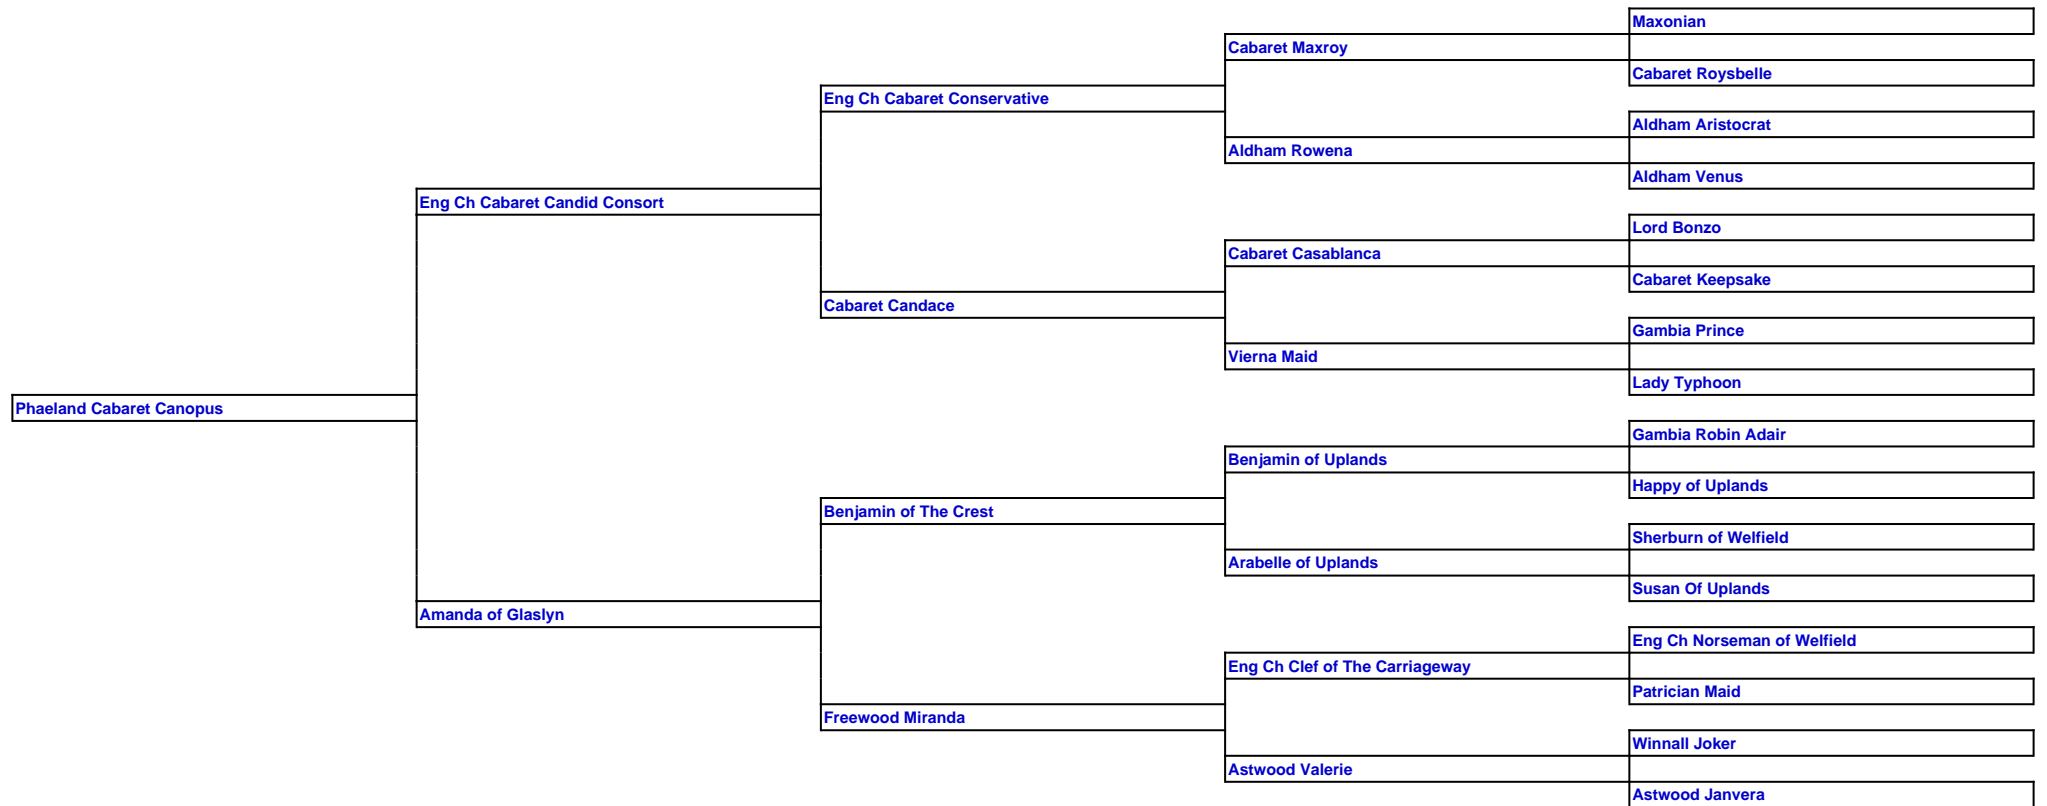 Maxonian
Cabaret Maxroy
Cabaret Roysbelle
Eng Ch Cabaret Conservative
Aldham Aristocrat
Aldham Rowena
Aldham Venus
Eng Ch Cabaret Candid Consort
Lord Bonzo
Cabaret Casablanca
Cabaret Keepsake
Cabaret Candace
Gambia Prince
Vierna Maid
Lady Typhoon
Phaeland Cabaret Canopus
Gambia Robin Adair
Benjamin of Uplands
Happy of Uplands
Benjamin of The Crest
Sherburn of Welfield
Arabelle of Uplands
Susan Of Uplands
Amanda of Glaslyn
Eng Ch Norseman of Welfield
Eng Ch Clef of The Carriageway
Patrician Maid
Freewood Miranda
Winnall Joker
Astwood Valerie
Astwood Janvera